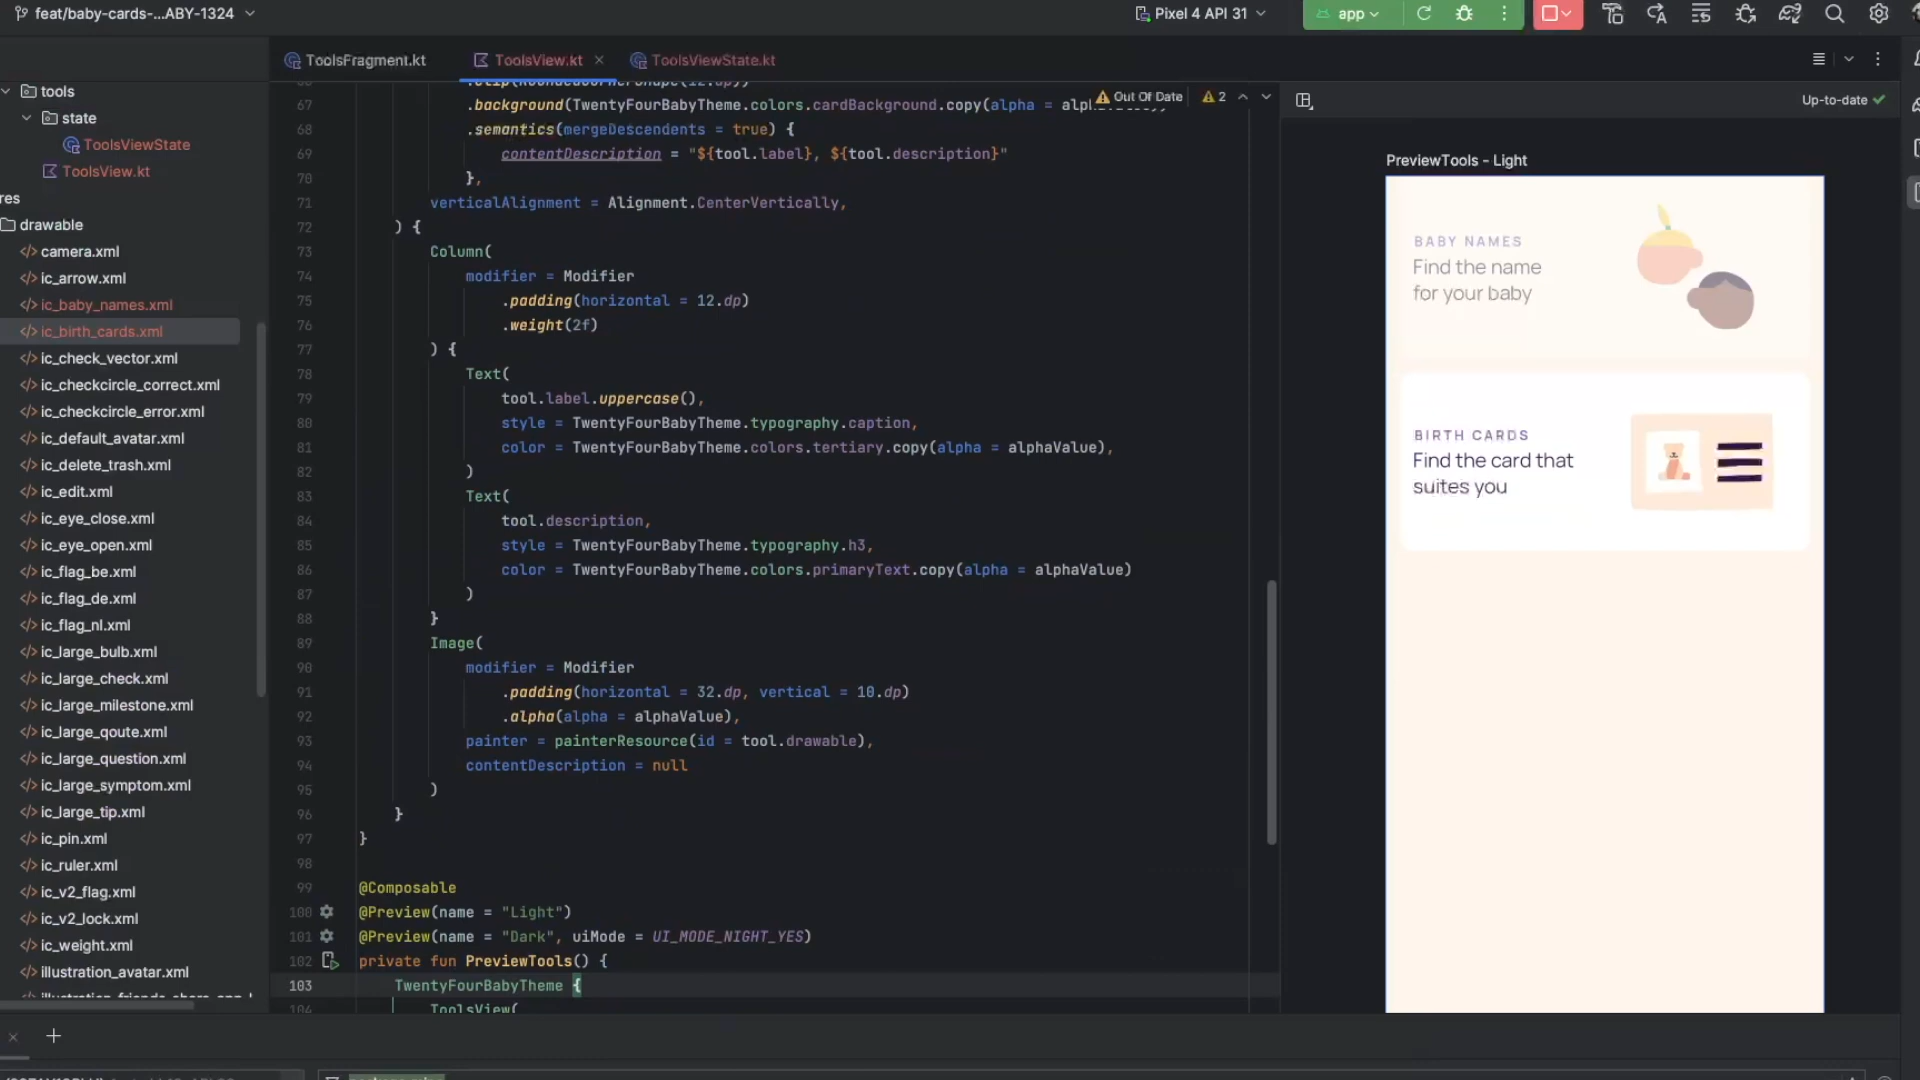 feat/baby-cards-...ABY-1324
Pixel 4 API 31
app
ToolsFragment.kt
ToolsView.kt
ToolsViewState.kt
tools
state
ToolsViewState
ToolsView.kt
res
drawable
camera.xml
ic_arrow.xml
ic_baby_names.xml
ic_birth_cards.xml
ic_check_vector.xml
ic_checkcircle_correct.xml
ic_checkcircle_error.xml
ic_default_avatar.xml
ic_delete_trash.xml
ic_edit.xml
ic_eye_close.xml
ic_eye_open.xml
ic_flag_be.xml
ic_flag_de.xml
ic_flag_nl.xml
ic_large_bulb.xml
ic_large_check.xml
ic_large_milestone.xml
ic_large_qoute.xml
ic_large_question.xml
ic_large_symptom.xml
ic_large_tip.xml
ic_pin.xml
ic_ruler.xml
ic_v2_flag.xml
ic_v2_lock.xml
ic_weight.xml
illustration_avatar.xml
Out Of Date
2
67 .background(TwentyFourBabyTheme.colors.cardBackground.copy(alpha =
68 .semantics(mergeDescendents = true) {
69 contentDescription = "${tool.label}, ${tool.description}"
70 },
71 verticalAlignment = Alignment.CenterVertically,
72 ) {
73 Column(
74 modifier = Modifier
75 .padding(horizontal = 12.dp)
76 .weight(2f)
77 ) {
78 Text(
79 tool.label.uppercase(),
80 style = TwentyFourBabyTheme.typography.caption,
81 color = TwentyFourBabyTheme.colors.tertiary.copy(alpha = alphaValue),
82 )
83 Text(
84 tool.description,
85 style = TwentyFourBabyTheme.typography.h3,
86 color = TwentyFourBabyTheme.colors.primaryText.copy(alpha = alphaValue)
87 )
88 }
89 Image(
90 modifier = Modifier
91 .padding(horizontal = 32.dp, vertical = 10.dp)
92 .alpha(alpha = alphaValue),
93 painter = painterResource(id = tool.drawable),
94 contentDescription = null
95 )
96 }
97 }
98
99 @Composable
100 @Preview(name = "Light")
101 @Preview(name = "Dark", uiMode = UI_MODE_NIGHT_YES)
102 private fun PreviewTools() {
103 TwentyFourBabyTheme {
104 ToolsView(
Up-to-date
PreviewTools - Light
BABY NAMES
Find the name
for your baby
BIRTH CARDS
Find the card that
suites you